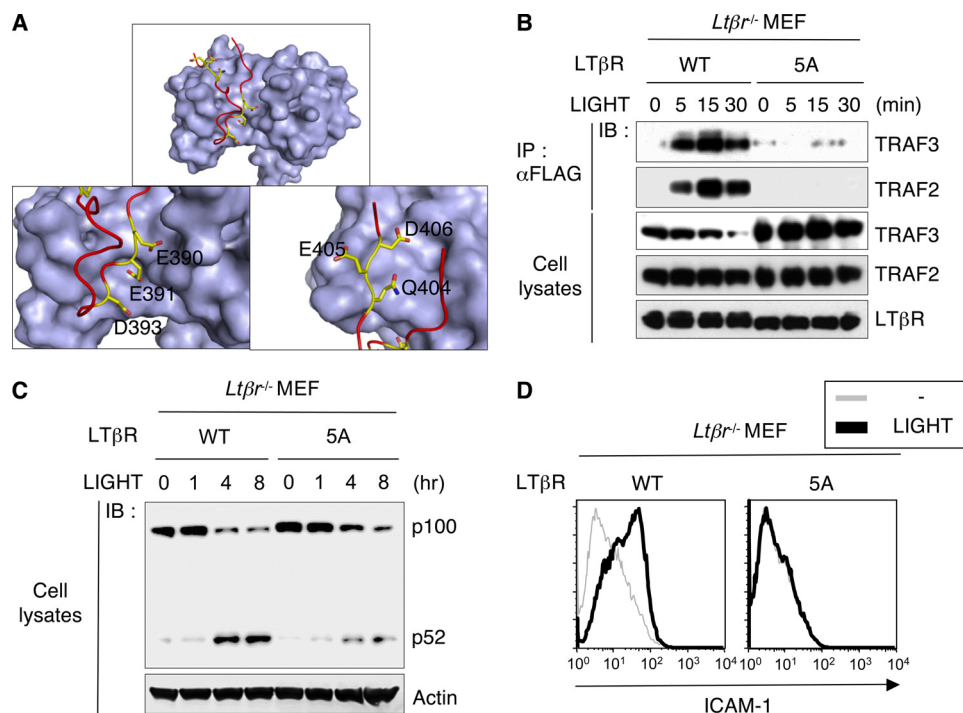 A
E390
E391
D393
E405
D406
Q404
B
Ltβr-/- MEF
LTβR WT 5A
LIGHT 0 5 15 30 0 5 15 30 (min)
IB :
IP :
αFLAG
TRAF3
TRAF2
Cell
lysates
TRAF3
TRAF2
LTβR
C
Ltβr-/- MEF
LTβR WT 5A
LIGHT 0 1 4 8 0 1 4 8 (hr)
IB :
Cell
lysates
p100
p52
Actin
D
-
LIGHT
Ltβr-/- MEF
LTβR WT 5A
10⁰ 10¹ 10² 10³ 10⁴ 10⁰ 10¹ 10² 10³ 10⁴
ICAM-1